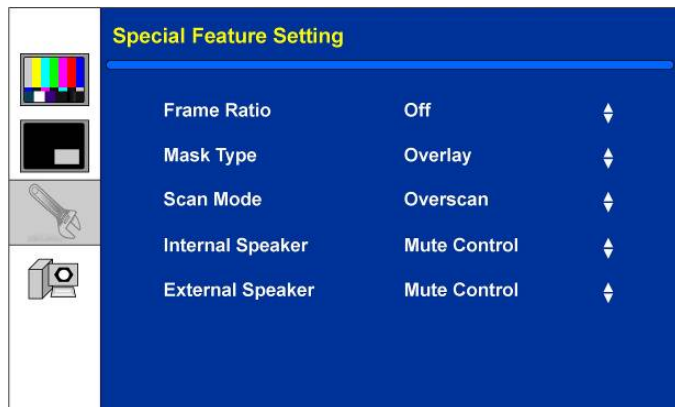 Special Feature Setting
Frame Ratio Off
Mask Type Overlay
Scan Mode Overscan
Internal Speaker Mute Control
External Speaker Mute Control